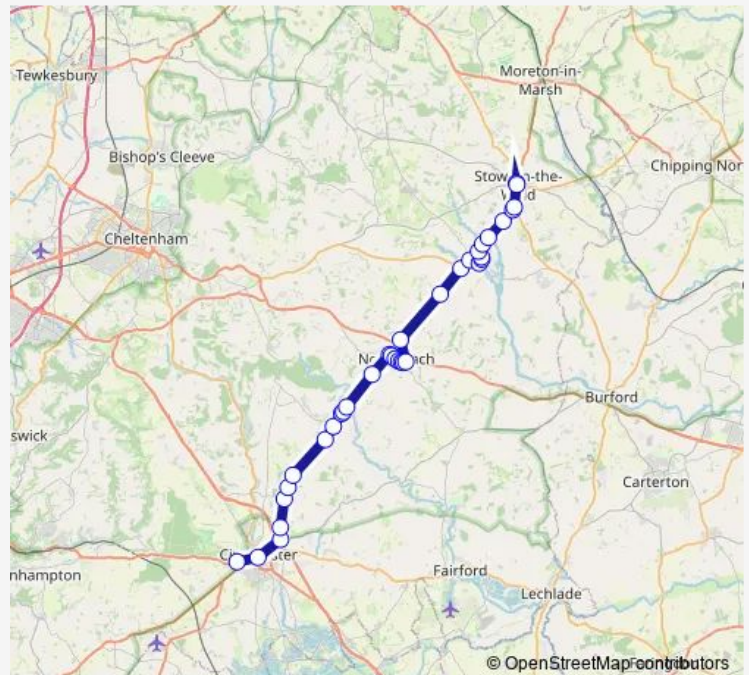 Tewkesbury
Moreton-in-
Marsh
Bishop's Cleeve
Chipping Nor
Cheltenham
Burford
swick
Carterton
nhampton
Fairford
Lechlade
© OpenStreetMap contributors